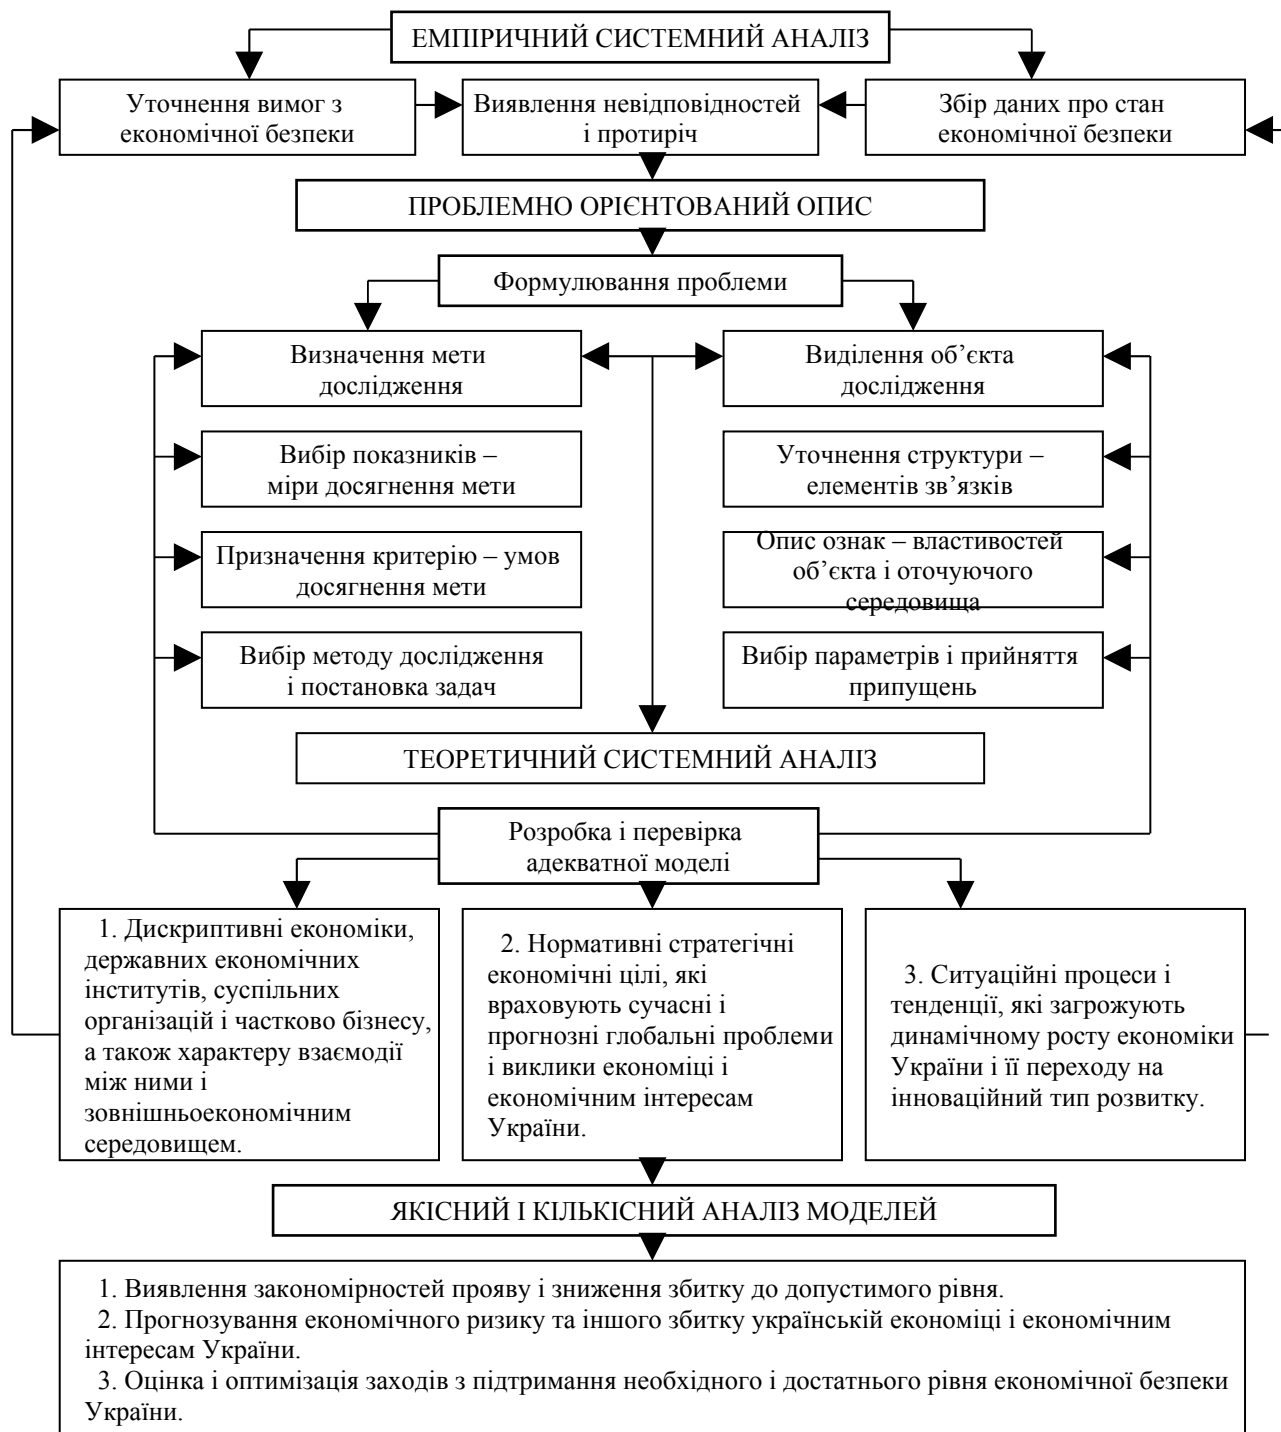 ЕМПІРИЧНИЙ СИСТЕМНИЙ АНАЛІЗ
Уточнення вимог з
економічної безпеки
Виявлення невідповідностей
і протиріч
Збір даних про стан
економічної безпеки
ПРОБЛЕМНО ОРІЄНТОВАНИЙ ОПИС
Формулювання проблеми
Визначення мети
дослідження
Виділення об’єкта
дослідження
Вибір показників –
міри досягнення мети
Уточнення структури –
елементів зв’язків
Призначення критерію – умов
досягнення мети
Опис ознак – властивостей
об’єкта і оточуючого
середовища
Вибір методу дослідження
і постановка задач
Вибір параметрів і прийняття
припущень
ТЕОРЕТИЧНИЙ СИСТЕМНИЙ АНАЛІЗ
Розробка і перевірка
адекватної моделі
1. Дискриптивні економіки,
державних економічних
інститутів, суспільних
організацій і частково бізнесу,
а також характеру взаємодії
між ними і
зовнішньоекономічним
середовищем.
2. Нормативні стратегічні
економічні цілі, які
враховують сучасні і
прогнозні глобальні проблеми
і виклики економіці і
економічним інтересам
України.
3. Ситуаційні процеси і
тенденції, які загрожують
динамічному росту економіки
України і її переходу на
інноваційний тип розвитку.
ЯКІСНИЙ І КІЛЬКІСНИЙ АНАЛІЗ МОДЕЛЕЙ
1. Виявлення закономірностей прояву і зниження збитку до допустимого рівня.
2. Прогнозування економічного ризику та іншого збитку українській економіці і економічним
інтересам України.
3. Оцінка і оптимізація заходів з підтримання необхідного і достатнього рівня економічної безпеки
України.